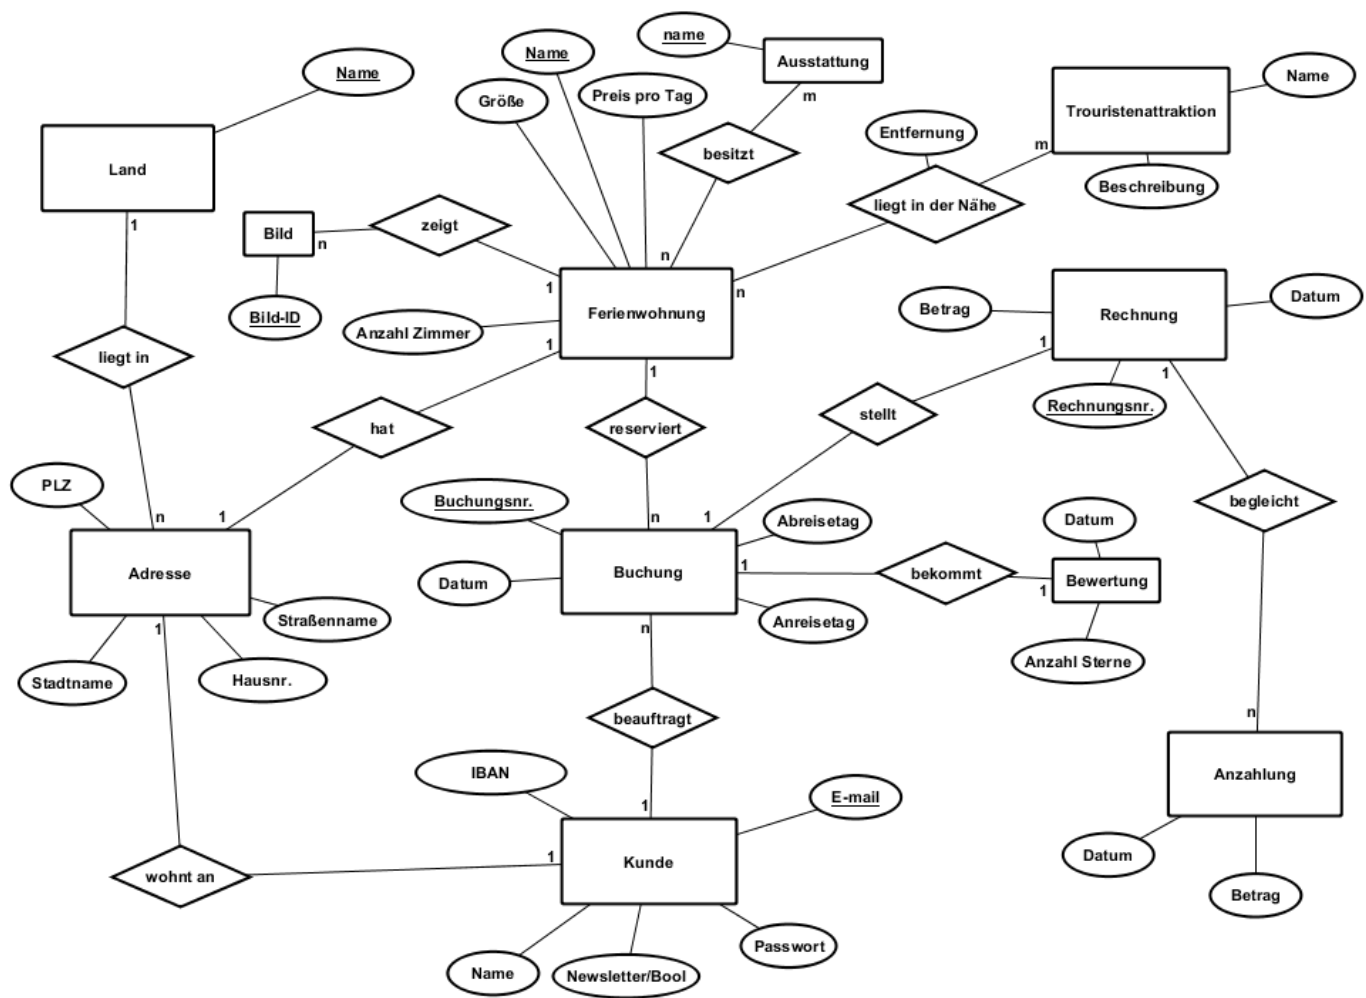 name
Ausstattung
Name
Name
Name
Größe
Preis pro Tag
m
Trouristenattraktion
Entfernung
besitzt
m
Land
Beschreibung
liegt in der Nähe
1
Bild
n
zeigt
n
n
1
Ferienwohnung
Betrag
Rechnung
Datum
Bild-ID
Anzahl Zimmer
1
1
1
1
liegt in
Rechnungsnr.
hat
reserviert
stellt
PLZ
Buchungsnr.
begleicht
n
1
n
1
Abreisetag
Datum
Adresse
Datum
Buchung
1
bekommt
1
Bewertung
Straßenname
1
n
Anreisetag
Stadtname
Hausnr.
Anzahl Sterne
beauftragt
n
IBAN
E-mail
1
Anzahlung
wohnt an
1
Kunde
Datum
Betrag
Name
Newsletter/Bool
Passwort